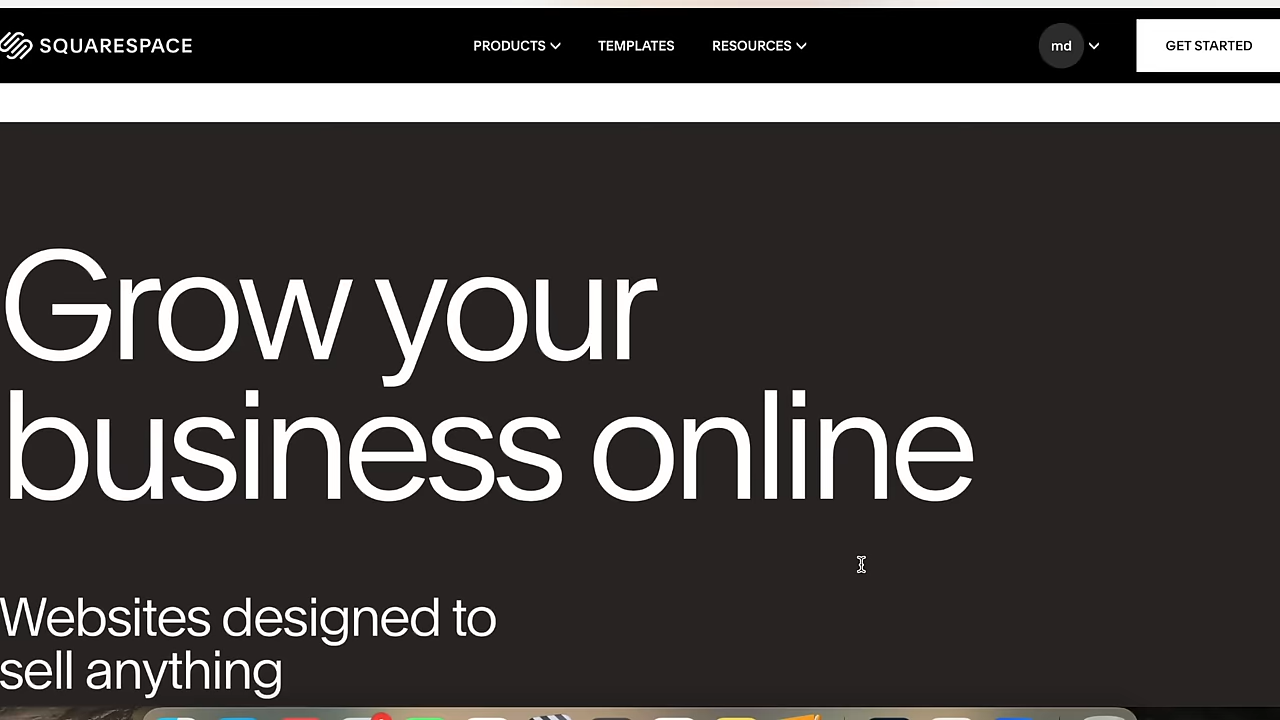 SQUARESPACE
PRODUCTS
TEMPLATES
RESOURCES
md
GET STARTED
Grow your
business online
Websites designed to
sell anything